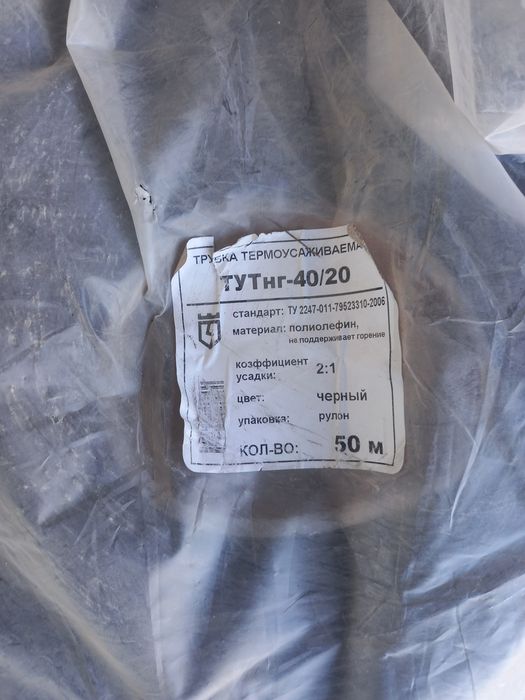 ТРУБКА ТЕРМОУСАЖИВАЕМА
ТУТнг-40/20
стандарт: ТУ 2247-011-79523310-2006
материал: полиолефин,
не поддерживает горение
коэффициент
усадки: 2:1
цвет: черный
упаковка: рулон
КОЛ-ВО: 50 м